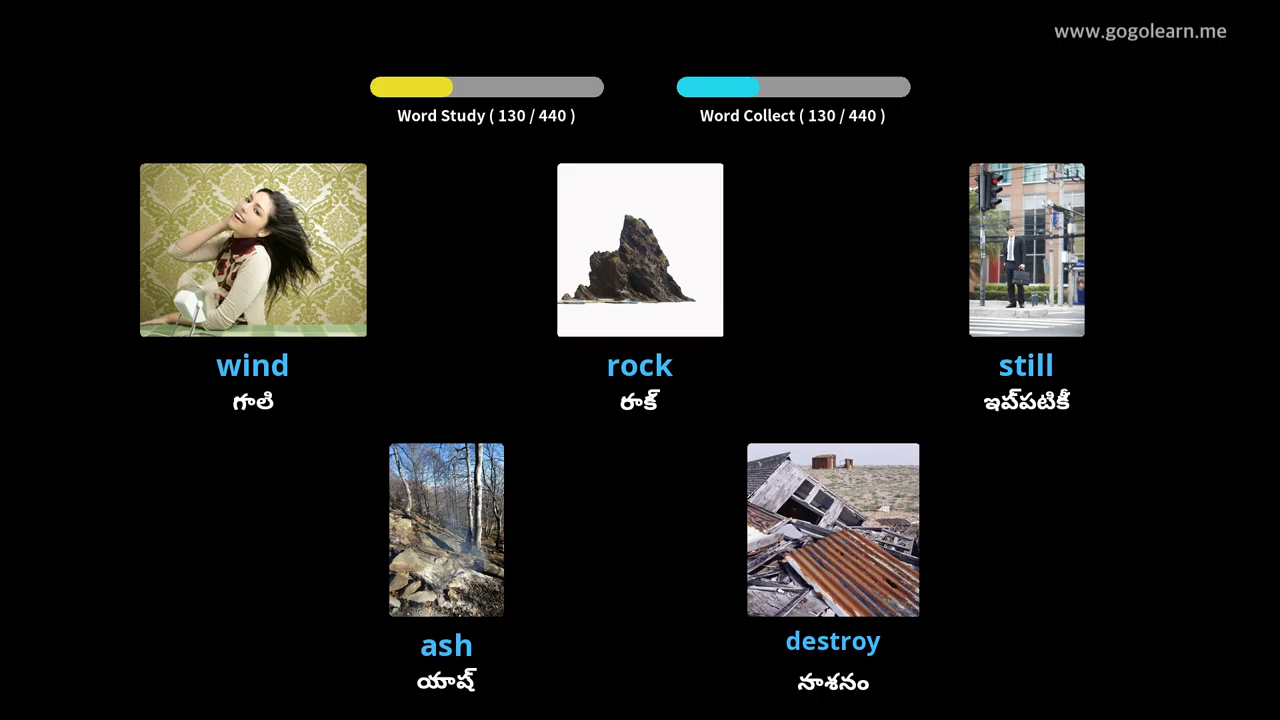 www.gogolearn.me
Word Study ( 130 / 440 )
Word Collect ( 130 / 440 )
wind
గాలి
rock
రాక్
still
ఇప్పటికీ
ash
యాష్
destroy
నాశనం